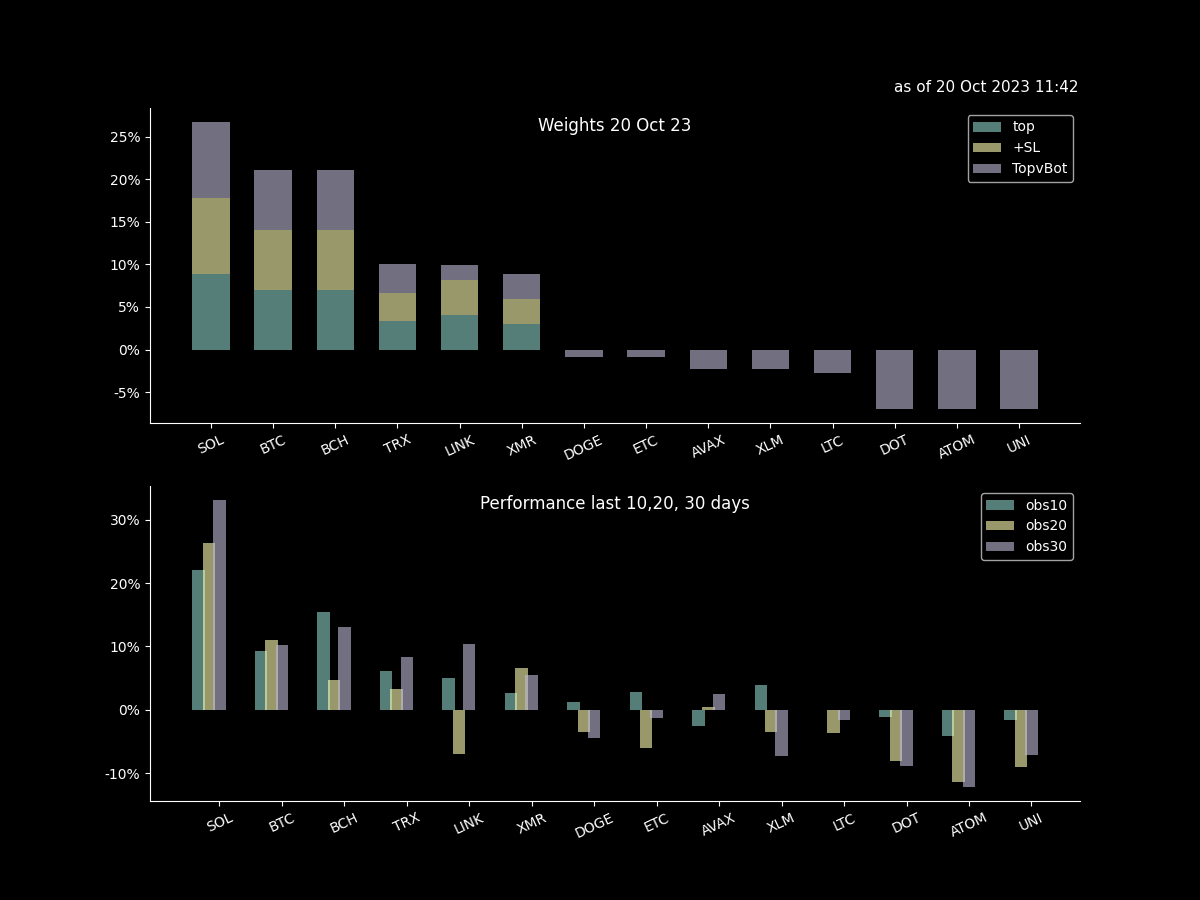 as of 20 Oct 2023 11:42
Weights 20 Oct 23
top
+SL
TopvBot
25%
20%
15%
10%
5%
0%
-5%
SOL BTC BCH TRX LINK XMR DOGE ETC AVAX XLM LTC DOT ATOM UNI
Performance last 10,20, 30 days
obs10
obs20
obs30
30%
20%
10%
0%
-10%
SOL BTC BCH TRX LINK XMR DOGE ETC AVAX XLM LTC DOT ATOM UNI